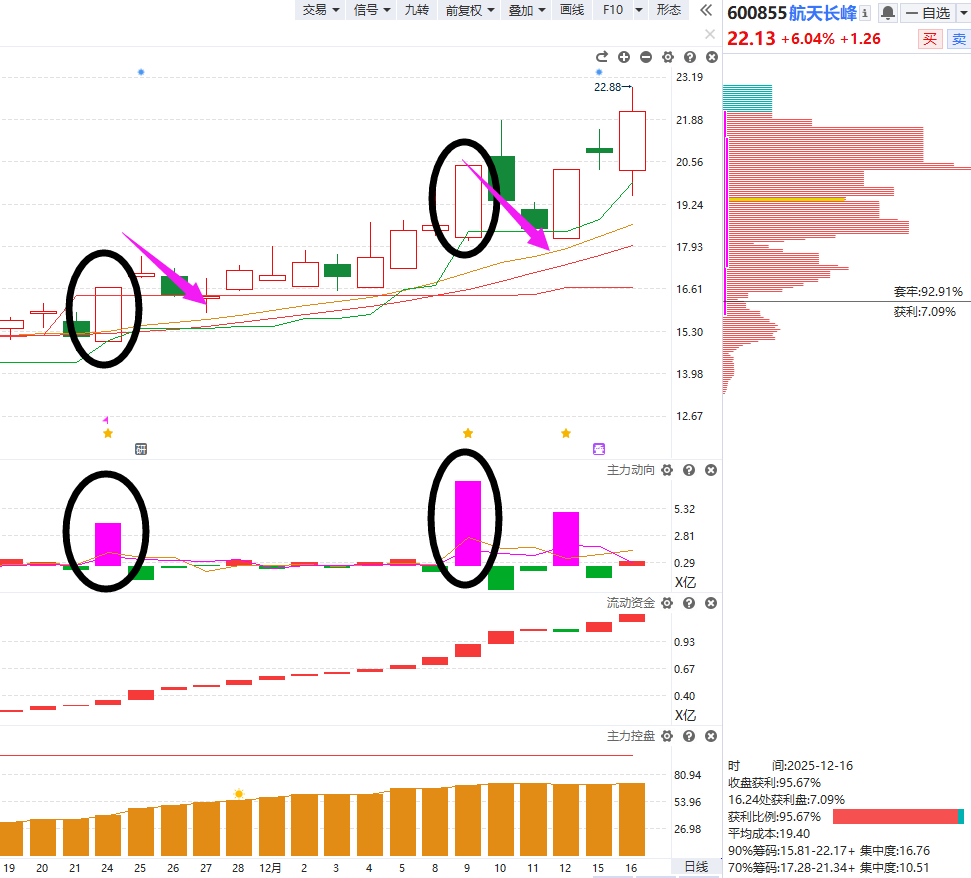 交易 信号 九转 前复权 叠加 画线 F10 形态
600855航天长峰 自选
22.13 +6.04% +1.26 买 卖
23.19
22.88
21.88
20.56
19.24
17.93
16.61
15.30
13.98
12.67
套牢:92.91%
获利:7.09%
研
主力动向
5.32
2.81
0.29
X亿
流动资金
0.93
0.67
0.40
X亿
主力控盘
80.94
53.96
26.98
19 20 21 24 25 26 27 28 12月 2 3 4 5 8 9 10 11 12 15 16 日线
时 间:2025-12-16
收盘获利:95.67%
16.24处获利盘:7.09%
获利比例:95.67%
平均成本:19.40
90%筹码:15.81-22.17+ 集中度:16.76
70%筹码:17.28-21.34+ 集中度:10.51